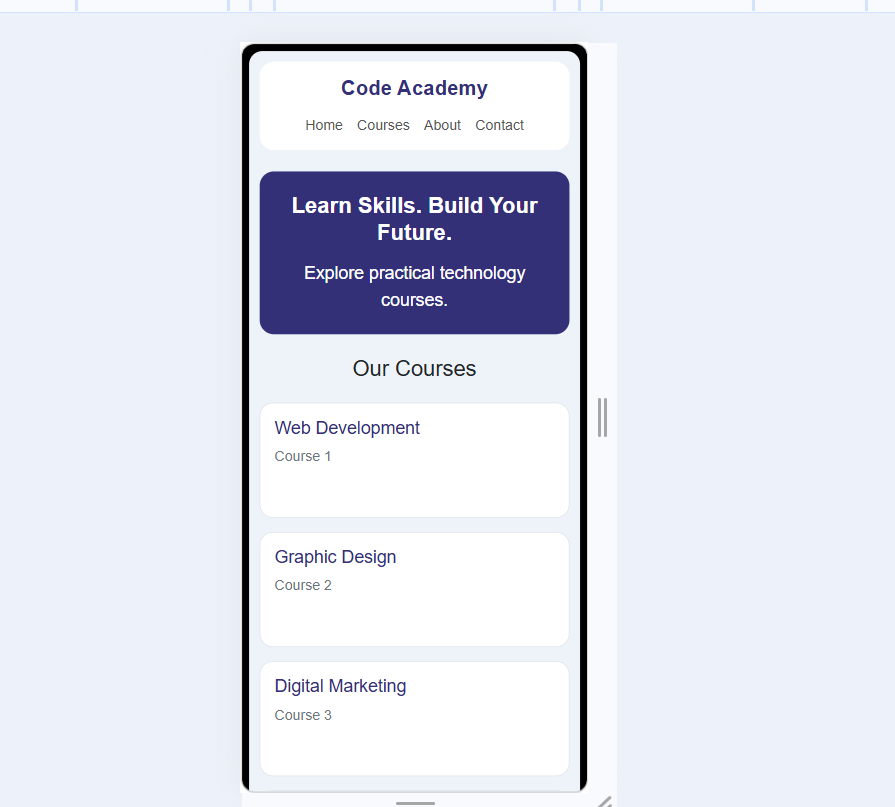 Code Academy
Home Courses About Contact
Learn Skills. Build Your
Future.
Explore practical technology
courses.
Our Courses
Web Development
Course 1
Graphic Design
Course 2
Digital Marketing
Course 3